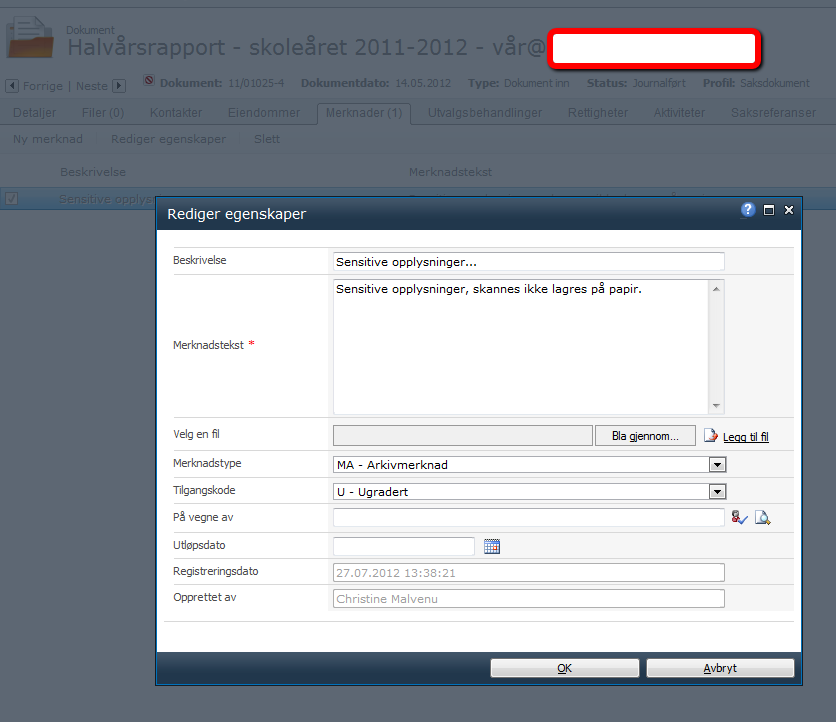 Dokument
Halvårsrapport - skoleåret 2011-2012 - vår@
Forrige | Neste
Dokument: 11/01025-4 Dokumentdato: 14.05.2012 Type: Dokument inn Status: Journalført Profil: Saksdokument
Detaljer Filer (0) Kontakter Eiendommer Merknader (1) Utvalgsbehandlinger Rettigheter Aktiviteter Saksreferanser
Ny merknad Rediger egenskaper Slett
Beskrivelse Merknadstekst
Sensitive opplys
Rediger egenskaper
Beskrivelse Sensitive opplysninger...
Merknadstekst * Sensitive opplysninger, skannes ikke lagres på papir.
Velg en fil Bla gjennom... Legg til fil
Merknadstype MA - Arkivmerknad
Tilgangskode U - Ugradert
På vegne av
Utløpsdato
Registreringsdato 27.07.2012 13:38:21
Opprettet av Christine Malvenu
OK Avbryt